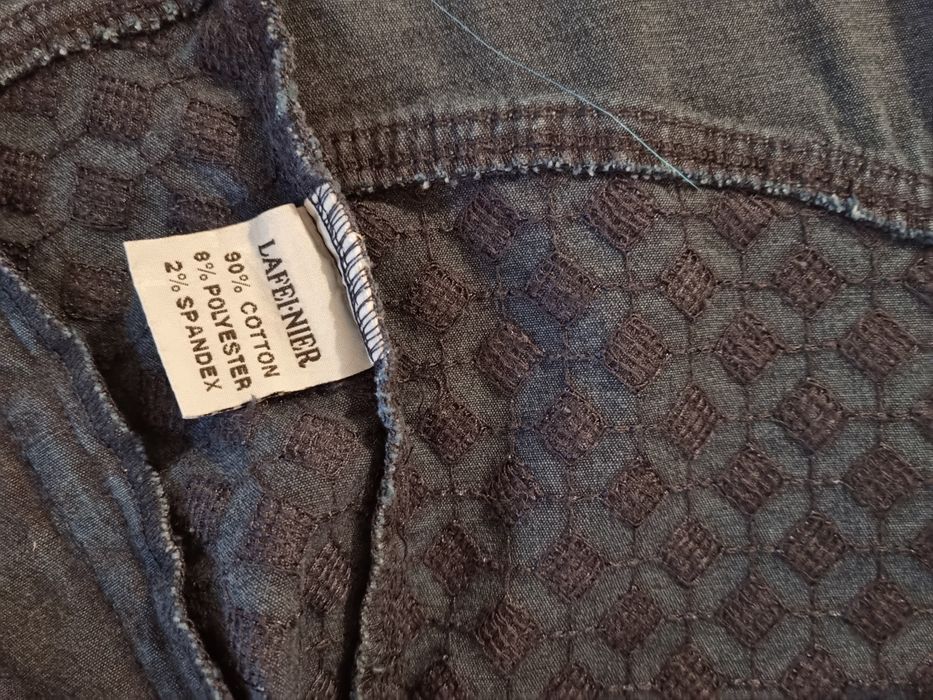 LAFEI·NIER
90% COTTON
8% POLYESTER
2% SPANDEX